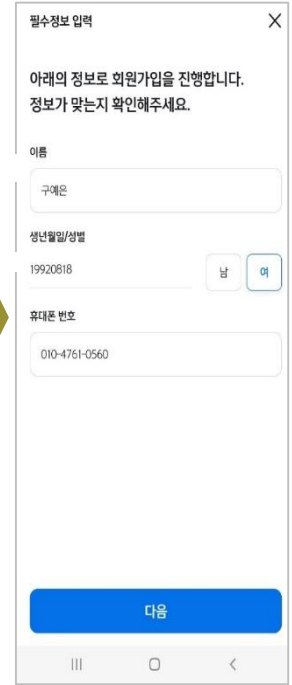 필수정보 입력
아래의 정보로 회원가입을 진행합니다.
정보가 맞는지 확인해주세요.
이름
구예은
생년월일/성별
19920818 남 여
휴대폰 번호
010-4761-0560
다음